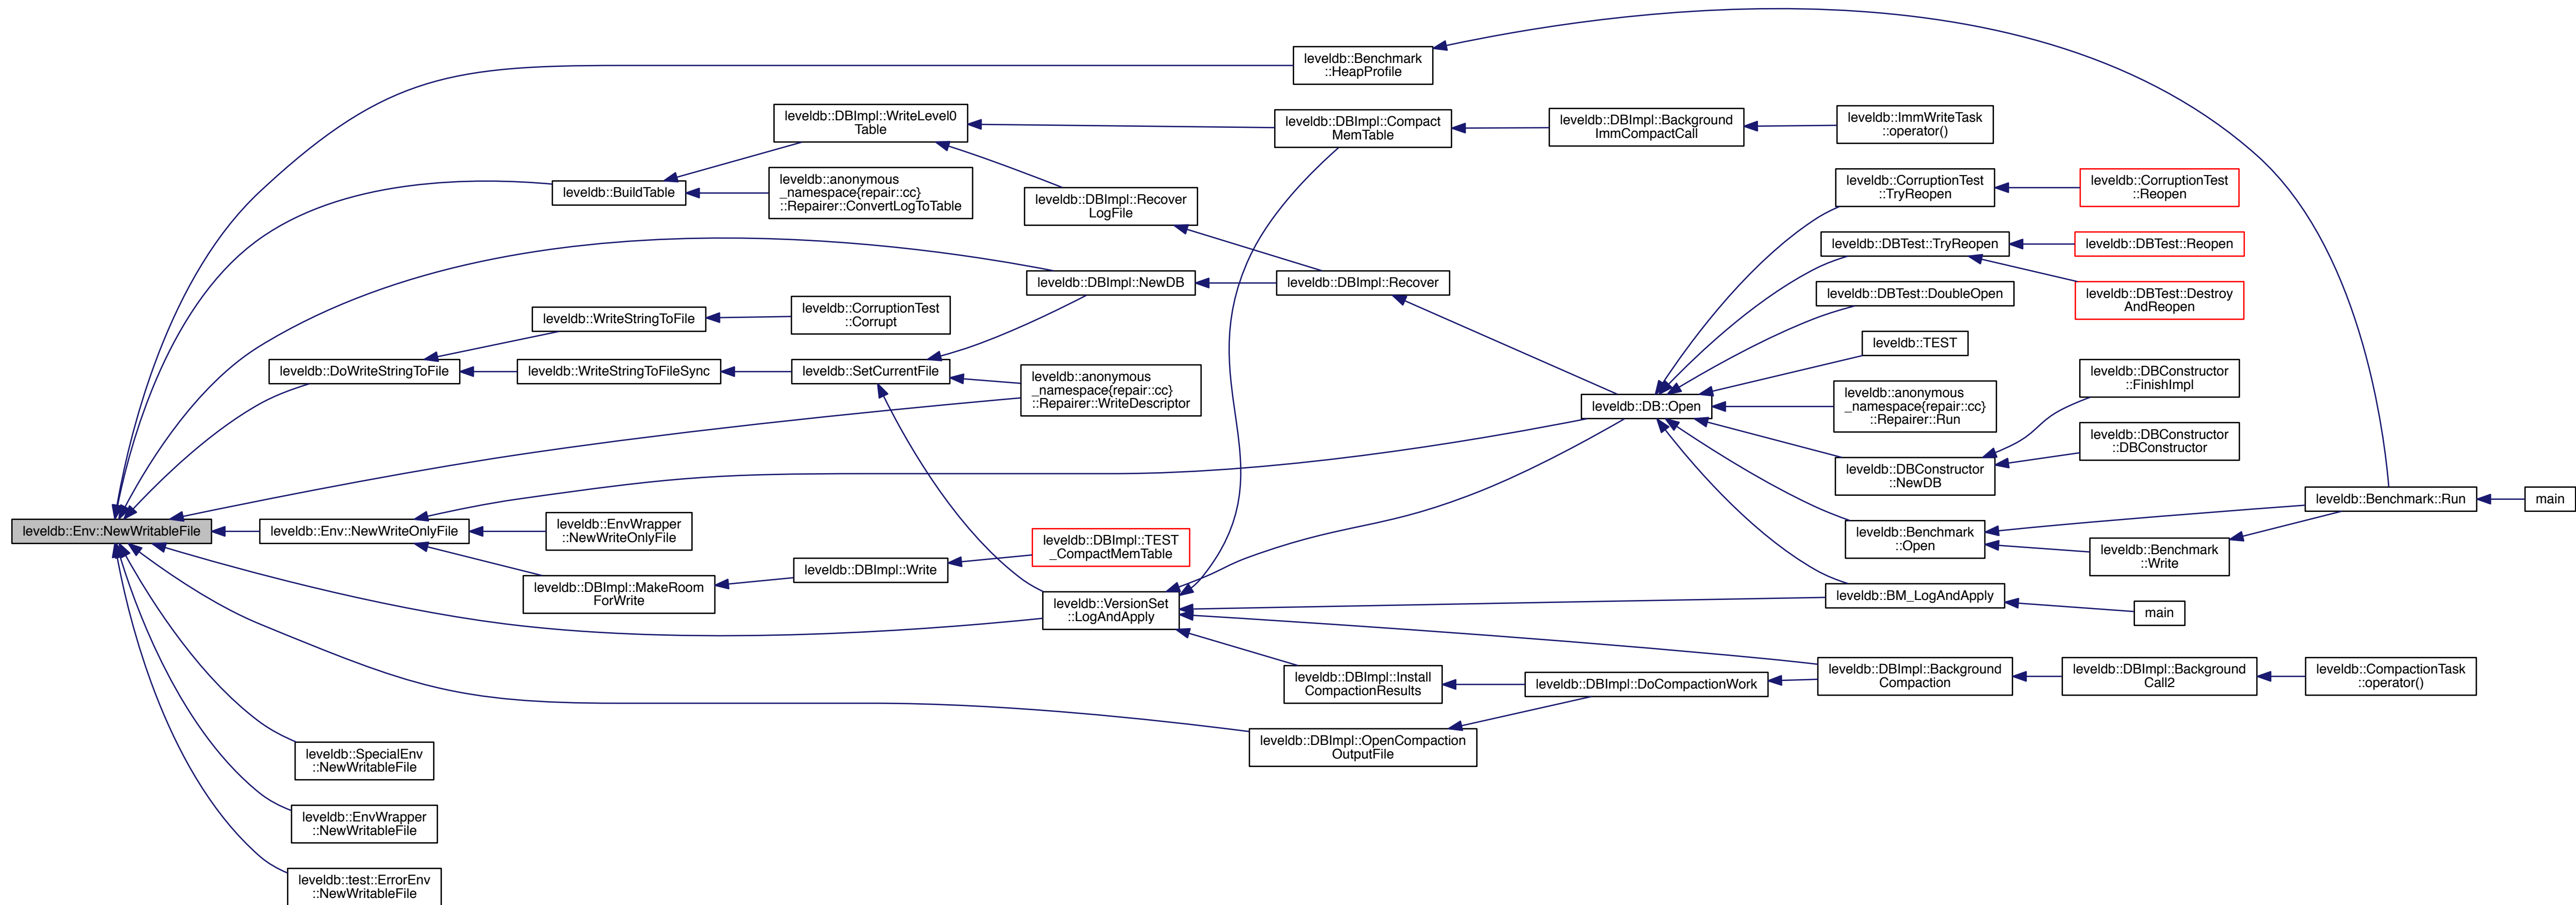 leveldb::Env::NewWritableFile
leveldb::Benchmark
::HeapProfile
leveldb::DBImpl::WriteLevel0
Table
leveldb::DBImpl::Compact
MemTable
leveldb::DBImpl::Background
ImmCompactCall
leveldb::ImmWriteTask
::operator()
leveldb::BuildTable
leveldb::anonymous
_namespace{repair::cc}
::Repairer::ConvertLogToTable
leveldb::DBImpl::Recover
LogFile
leveldb::CorruptionTest
::TryReopen
leveldb::CorruptionTest
::Reopen
leveldb::DBTest::TryReopen
leveldb::DBTest::Reopen
leveldb::DBImpl::NewDB
leveldb::DBImpl::Recover
leveldb::DBTest::DoubleOpen
leveldb::DBTest::Destroy
AndReopen
leveldb::WriteStringToFile
leveldb::CorruptionTest
::Corrupt
leveldb::TEST
leveldb::DoWriteStringToFile
leveldb::WriteStringToFileSync
leveldb::SetCurrentFile
leveldb::anonymous
_namespace{repair::cc}
::Repairer::WriteDescriptor
leveldb::DB::Open
leveldb::anonymous
_namespace{repair::cc}
::Repairer::Run
leveldb::DBConstructor
::FinishImpl
leveldb::DBConstructor
::DBConstructor
leveldb::DBConstructor
::NewDB
leveldb::Benchmark::Run
main
leveldb::Env::NewWriteOnlyFile
leveldb::EnvWrapper
::NewWriteOnlyFile
leveldb::DBImpl::TEST
_CompactMemTable
leveldb::Benchmark
::Open
leveldb::Benchmark
::Write
leveldb::DBImpl::MakeRoom
ForWrite
leveldb::DBImpl::Write
leveldb::VersionSet
::LogAndApply
leveldb::BM_LogAndApply
main
leveldb::DBImpl::Install
CompactionResults
leveldb::DBImpl::DoCompactionWork
leveldb::DBImpl::Background
Compaction
leveldb::DBImpl::Background
Call2
leveldb::CompactionTask
::operator()
leveldb::DBImpl::OpenCompaction
OutputFile
leveldb::SpecialEnv
::NewWritableFile
leveldb::EnvWrapper
::NewWritableFile
leveldb::test::ErrorEnv
::NewWritableFile